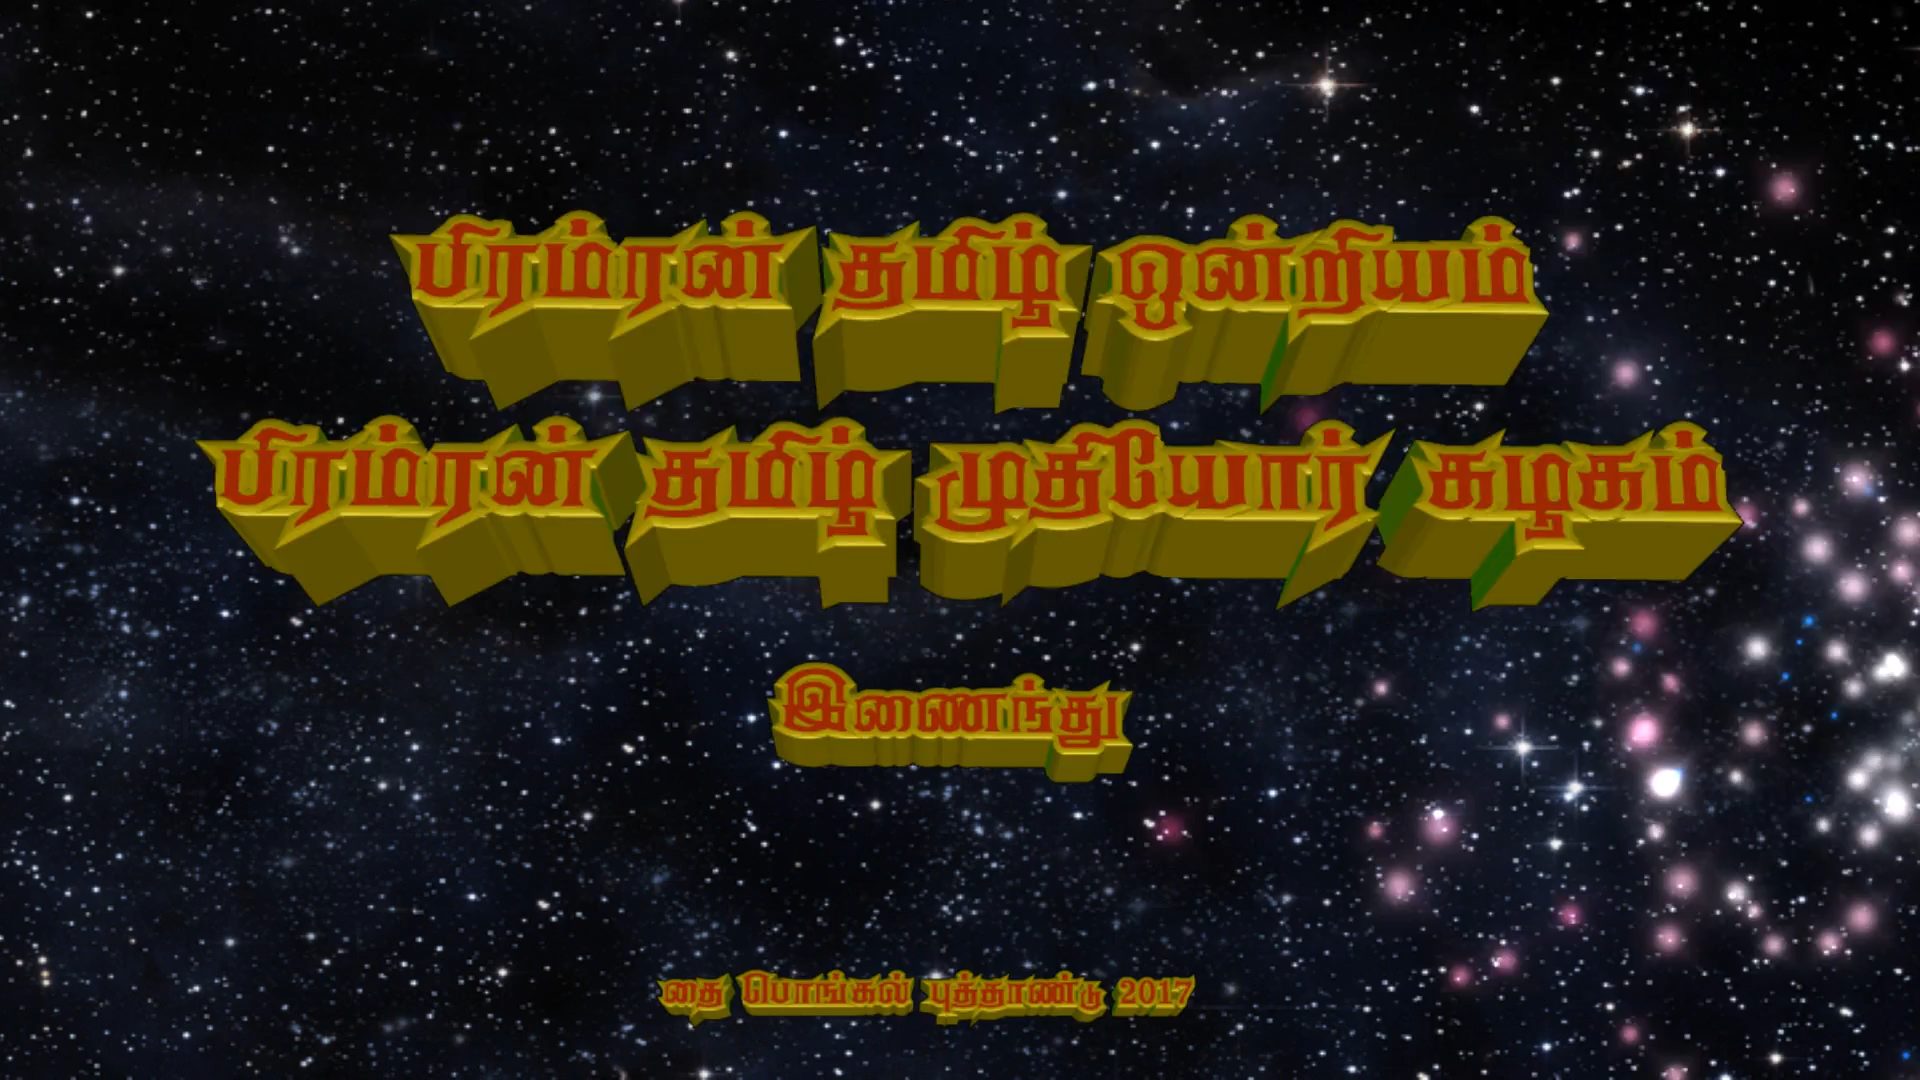 பிரம்ரன் தமிழ் ஒன்றியம்
பிரம்ரன் தமிழ் முதியோர் கழகம்
இணைந்து
தை பொங்கல் புத்தாண்டு 2017